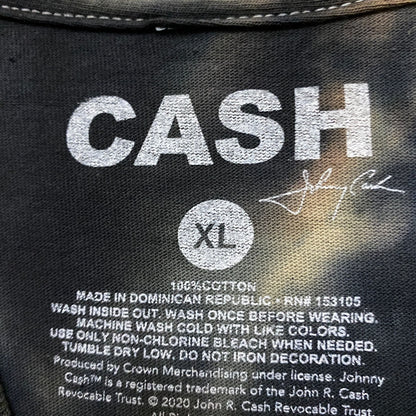 CASH
Johnny Cash
XL
100% COTTON
MADE IN DOMINICAN REPUBLIC • RN# 153105
WASH INSIDE OUT. WASH ONCE BEFORE WEARING.
MACHINE WASH COLD WITH LIKE COLORS.
USE ONLY NON-CHLORINE BLEACH WHEN NEEDED.
TUMBLE DRY LOW. DO NOT IRON DECORATION.
Produced by Crown Merchandising under license. Johnny
Cash™ is a registered trademark of the John R. Cash
Revocable Trust. © 2020 John R. Cash Revocable Trust.